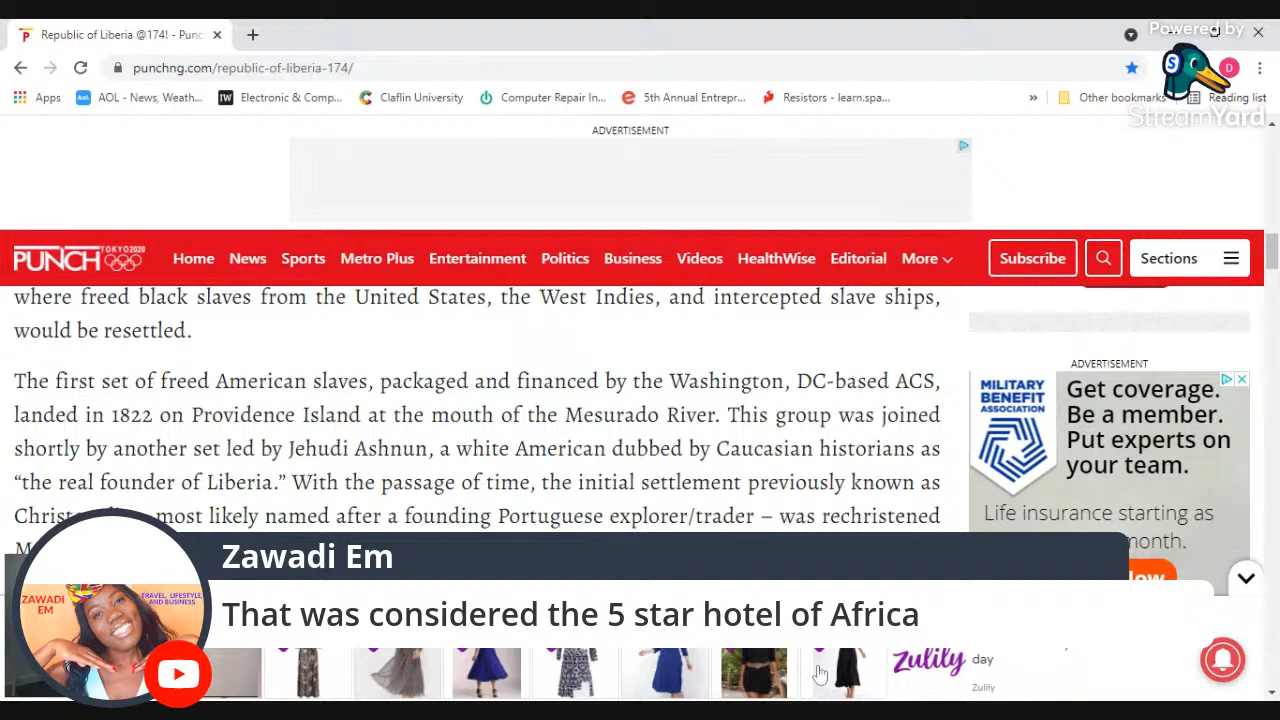 Republic of Liberia @174! - Punc
Powered by
punchng.com/republic-of-liberia-174/
D
Apps
Aol.
AOL - News, Weath...
IW
Electronic & Comp...
Claflin University
Computer Repair In...
5th Annual Entrepr...
Resistors - learn.spa...
»
Other bookmarks
Reading list
StreamYard
ADVERTISEMENT
PUNCH TOKYO2020
Home News Sports Metro Plus Entertainment Politics Business Videos HealthWise Editorial More
Subscribe
Sections
where freed black slaves from the United States, the West Indies, and intercepted slave ships,
would be resettled.
The first set of freed American slaves, packaged and financed by the Washington, DC-based ACS,
landed in 1822 on Providence Island at the mouth of the Mesurado River. This group was joined
shortly by another set led by Jehudi Ashnun, a white American dubbed by Caucasian historians as
“the real founder of Liberia.” With the passage of time, the initial settlement previously known as
most likely named after a founding Portuguese explorer/trader – was rechristened
ADVERTISEMENT
MILITARY
BENEFIT
ASSOCIATION
Get coverage.
Be a member.
Put experts on
your team.
Life insurance starting as
month.
Zawadi Em
That was considered the 5 star hotel of Africa
ZAWADI
EM
TRAVEL, LIFESTYLE,
AND BUSINESS
zulily
day
Zulily